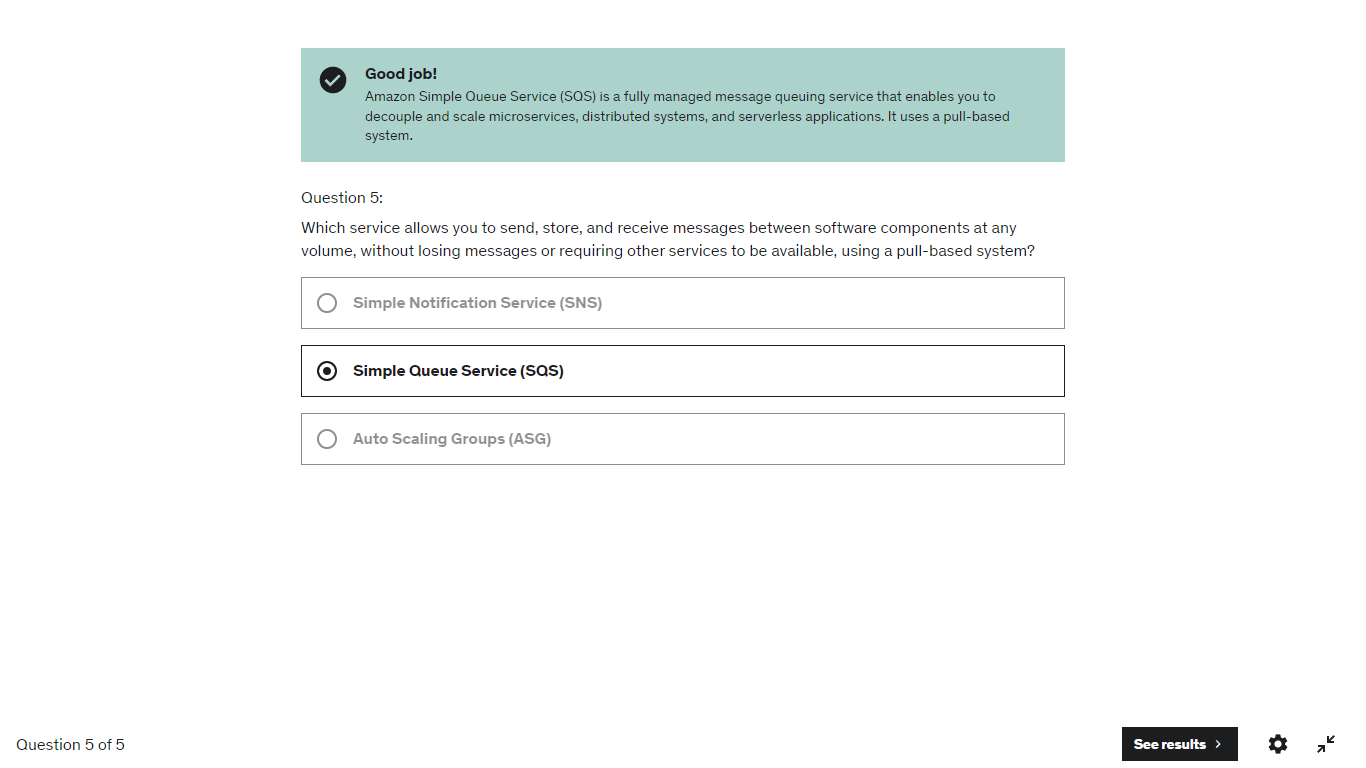 Good job!
Amazon Simple Queue Service (SQS) is a fully managed message queuing service that enables you to
decouple and scale microservices, distributed systems, and serverless applications. It uses a pull-based
system.
Question 5:
Which service allows you to send, store, and receive messages between software components at any
volume, without losing messages or requiring other services to be available, using a pull-based system?
Simple Notification Service (SNS)
Simple Queue Service (SQS)
Auto Scaling Groups (ASG)
Question 5 of 5
See results